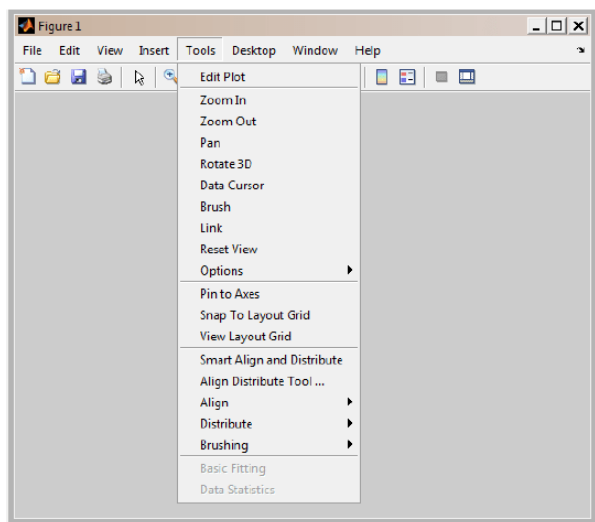 Figure 1
File Edit View Insert Tools Desktop Window Help
Edit Plot
Zoom In
Zoom Out
Pan
Rotate 3D
Data Cursor
Brush
Link
Reset View
Options
Pin to Axes
Snap To Layout Grid
View Layout Grid
Smart Align and Distribute
Align Distribute Tool ...
Align
Distribute
Brushing
Basic Fitting
Data Statistics